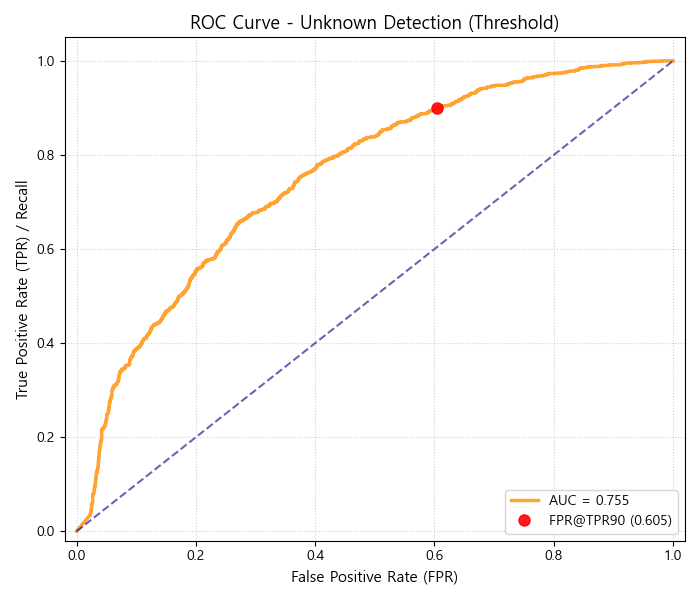 ROC Curve - Unknown Detection (Threshold)
True Positive Rate (TPR) / Recall
1.0
0.8
0.6
0.4
0.2
0.0
0.0 0.2 0.4 0.6 0.8 1.0
False Positive Rate (FPR)
AUC = 0.755
FPR@TPR90 (0.605)